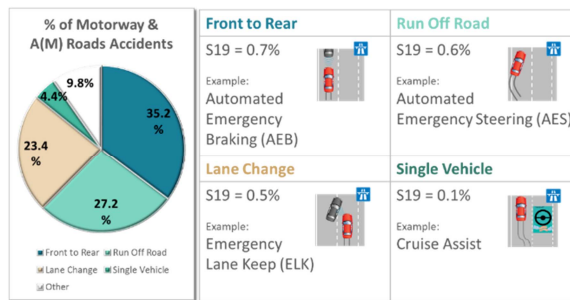 % of Motorway &
A(M) Roads Accidents
9.8%
4.4%
35.2
%
23.4
%
27.2
%
Front to Rear
Run Off Road
Lane Change
Single Vehicle
Other
Front to Rear
S19 = 0.7%
Example:
Automated
Emergency
Braking (AEB)
Run Off Road
S19 = 0.6%
Example:
Automated
Emergency Steering (AES)
Lane Change
S19 = 0.5%
Example:
Emergency
Lane Keep (ELK)
Single Vehicle
S19 = 0.1%
Example:
Cruise Assist